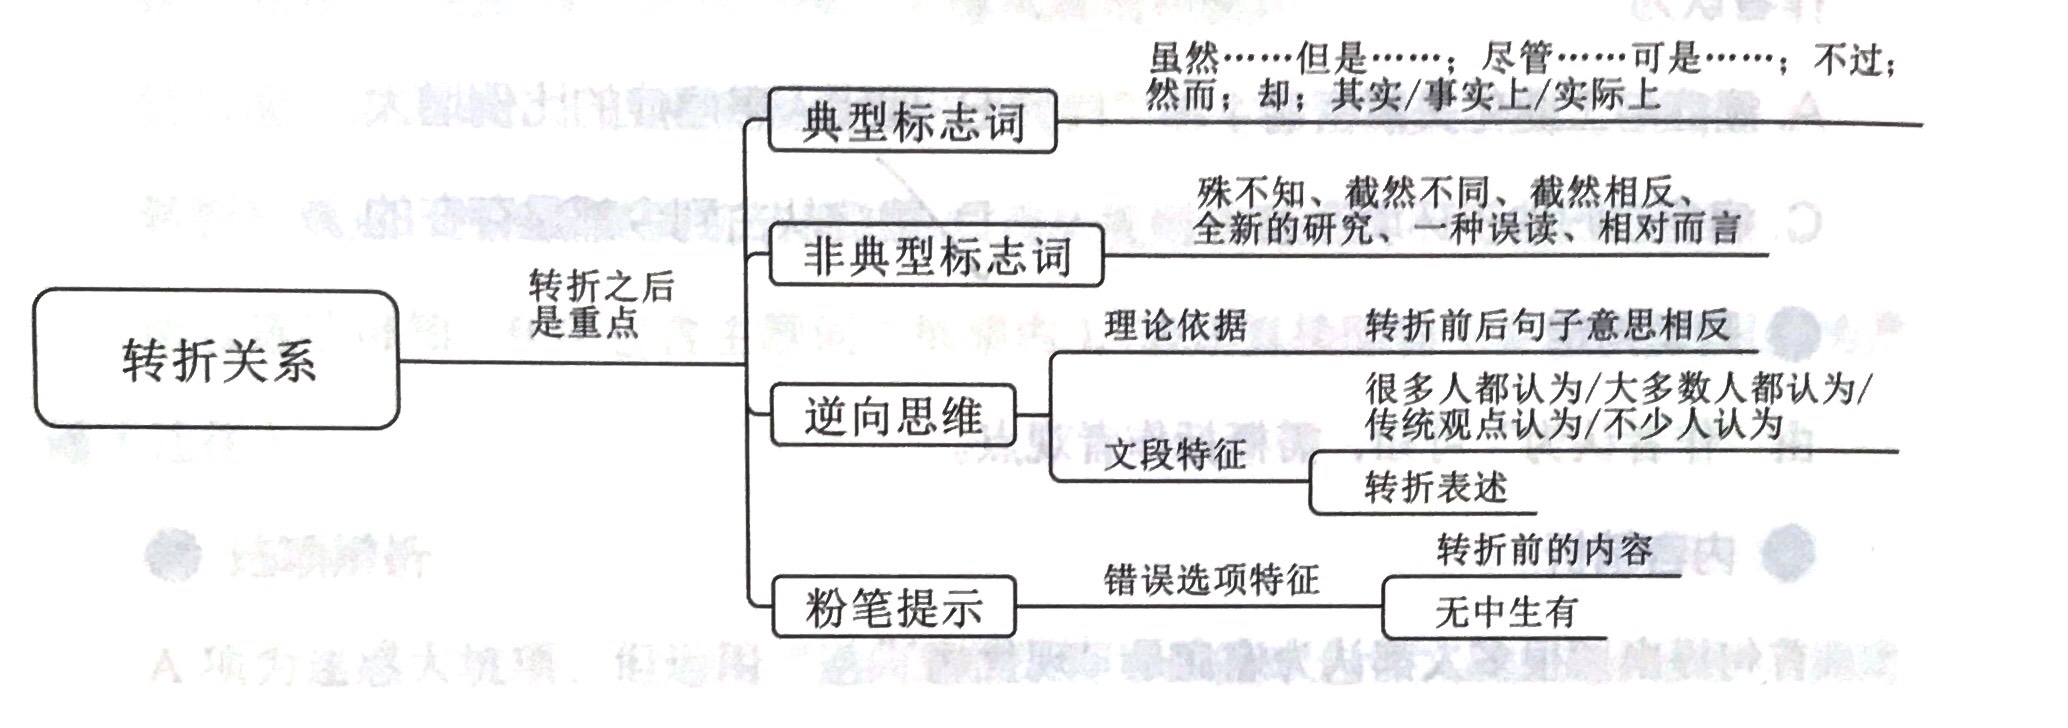 虽然……但是……；尽管……可是……；不过；
然而；却；其实/事实上/实际上
典型标志词
殊不知、截然不同、截然相反、
全新的研究、一种误读、相对而言
非典型标志词
转折之后
是重点
转折关系
理论依据
转折前后句子意思相反
逆向思维
很多人都认为/大多数人都认为/
传统观点认为/不少人认为
文段特征
转折表述
转折前的内容
错误选项特征
粉笔提示
无中生有